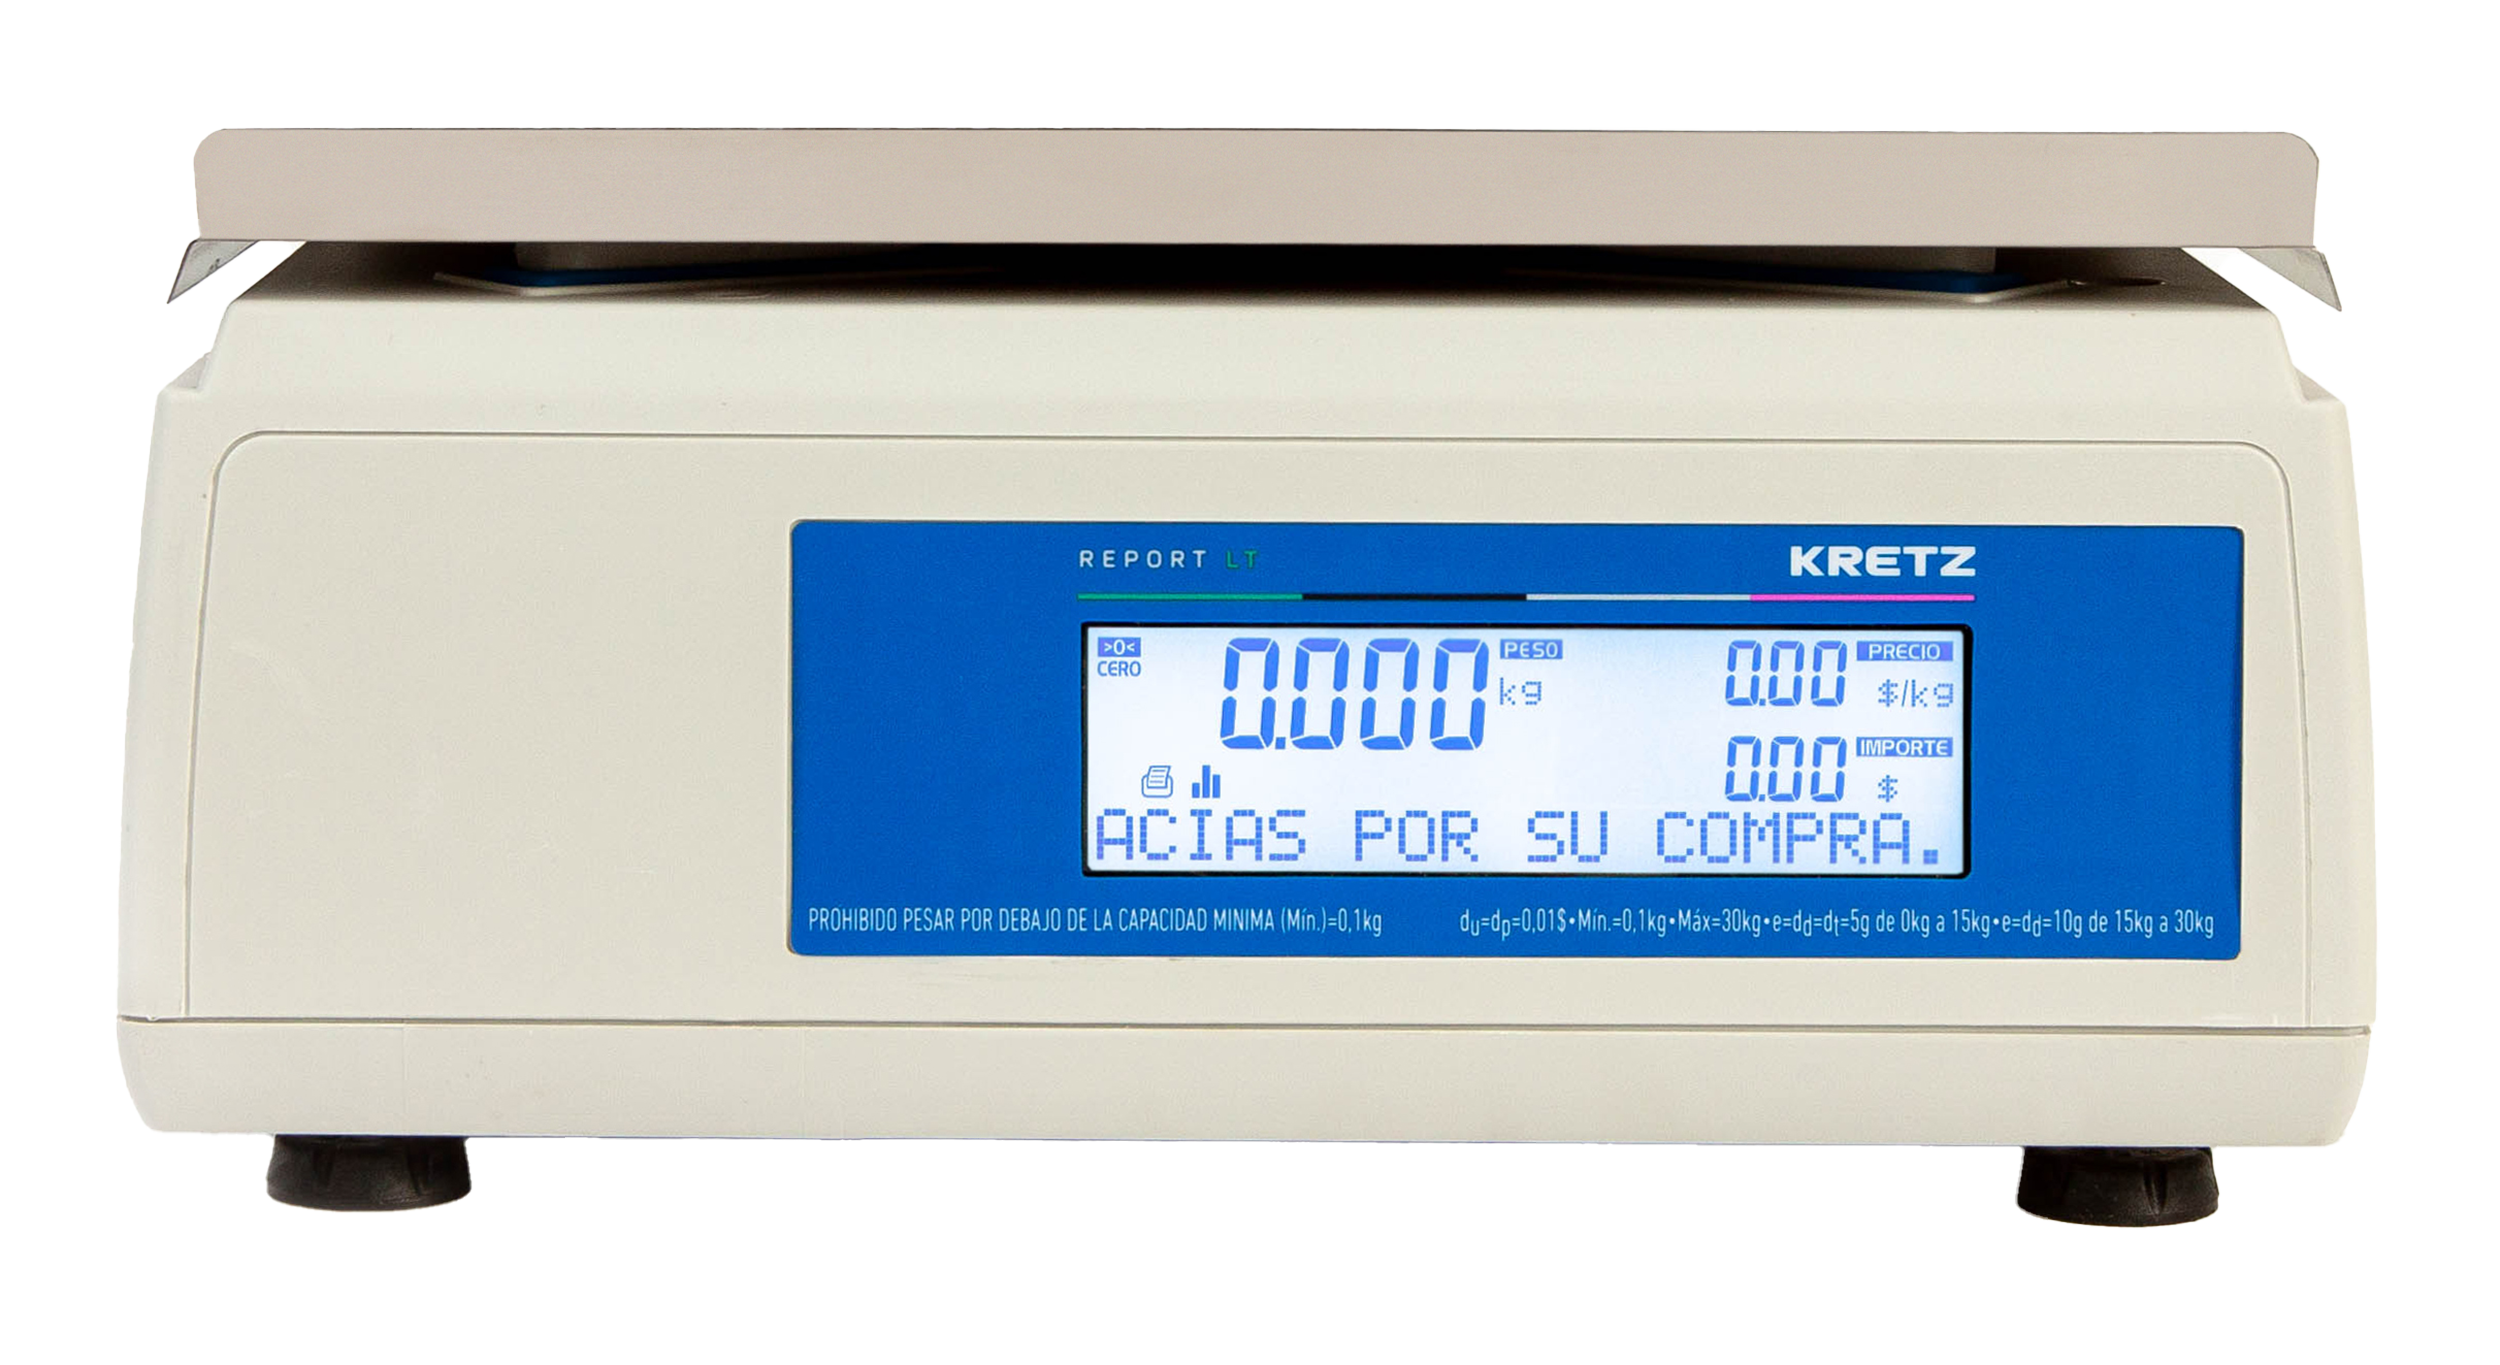 REPORT LT KRETZ
>0< 0.000 PESO 0.00 PRECIO
CERO kg $/kg
0.00 IMPORTE
$
ACIAS POR SU COMPRA.
PROHIBIDO PESAR POR DEBAJO DE LA CAPACIDAD MINIMA (Mín.)=0,1kg du=dp=0,01$•Mín.=0,1kg•Máx=30kg•e=dd=dt=5g de 0kg a 15kg•e=dd=10g de 15kg a 30kg